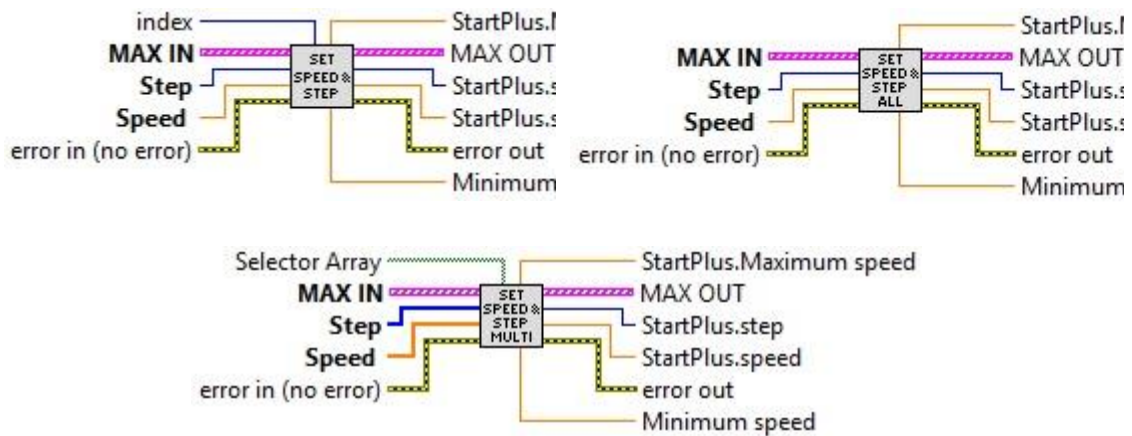 index
MAX IN
Step
Speed
error in (no error)
SET
SPEED &
STEP
StartPlus.
MAX OUT
StartPlus.s
StartPlus.s
error out
Minimum
MAX IN
Step
Speed
error in (no error)
SET
SPEED &
STEP
ALL
StartPlus.
MAX OUT
StartPlus.s
StartPlus.s
error out
Minimum
Selector Array
MAX IN
Step
Speed
error in (no error)
SET
SPEED &
STEP
MULTI
StartPlus.Maximum speed
MAX OUT
StartPlus.step
StartPlus.speed
error out
Minimum speed